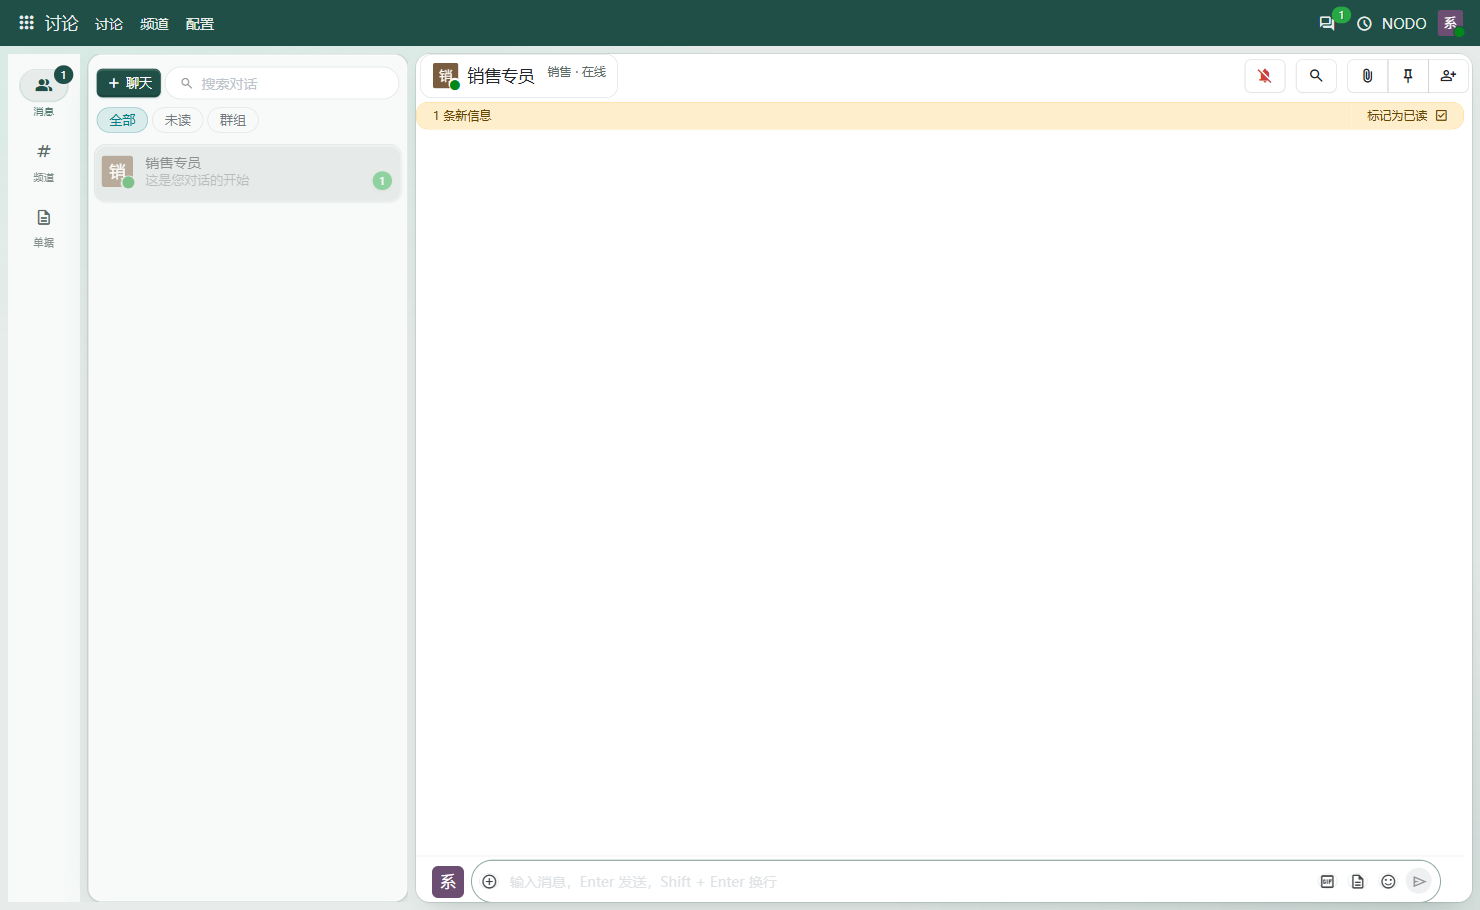 讨论 讨论 频道 配置 1 NODO 系
1
消息
频道
单据
聊天 搜索对话
全部 未读 群组
销 销售专员
这是您对话的开始 1
销 销售专员 销售 · 在线
1 条新信息 标记为已读
系 输入消息，Enter 发送，Shift + Enter 换行 GIF